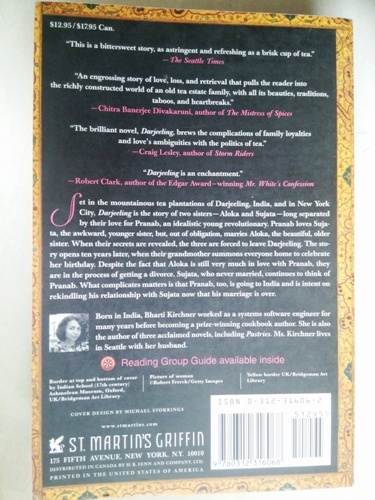 $12.95/$17.95 Can.
“This is a bittersweet story, as astringent and refreshing as a brisk cup of tea.”
—The Seattle Times
“An engrossing story of love, loss, and retrieval that pulls the reader into
the richly constructed world of an old tea estate family, with all its beauties, traditions,
taboos, and heartbreaks.”
—Chitra Banerjee Divakaruni, author of The Mistress of Spices
“The brilliant novel, Darjeeling, brews the complications of family loyalties
and love's ambiguities with the politics of tea.”
—Craig Lesley, author of Storm Riders
“Darjeeling is an enchantment.”
—Robert Clark, author of the Edgar Award–winning Mr. White's Confession
Set in the mountainous tea plantations of Darjeeling, India, and in New York
City, Darjeeling is the story of two sisters—Aloka and Sujata—long separated
by their love for Pranab, an idealistic young revolutionary. Pranab loves Suja-
ta, the awkward, younger sister, but, out of obligation, marries Aloka, the beautiful, older
sister. When their secrets are revealed, the three are forced to leave Darjeeling. The sto-
ry opens ten years later, when their grandmother summons everyone home to celebrate
her birthday. Despite the fact that Aloka is still very much in love with Pranab, they
are in the process of getting a divorce. Sujata, who never married, continues to think of
Pranab. What complicates matters is that Pranab, too, is going to India and is intent on
rekindling his relationship with Sujata now that his marriage is over.
Born in India, Bharti Kirchner worked as a systems software engineer for
many years before becoming a prize-winning cookbook author. She is also
the author of three acclaimed novels, including Pastries. Ms. Kirchner lives
in Seattle with her husband.
Reading Group Guide available inside
Border at top and bottom of cover
by Indian School (17th century)/
Ashmolean Museum, Oxford,
UK/Bridgeman Art Library
Picture of woman
©Robert Frerck/Getty Images
Yellow border UK/Bridgeman Art
Library
COVER DESIGN BY MICHAEL STORRINGS
www.stmartins.com
ST. MARTIN'S GRIFFIN
175 FIFTH AVENUE, NEW YORK, N.Y. 10010
DISTRIBUTED IN CANADA BY H. B. FENN AND COMPANY, LTD.
PRINTED IN THE UNITED STATES OF AMERICA
ISBN 0-312-31606-2
51295
9 780312 316068